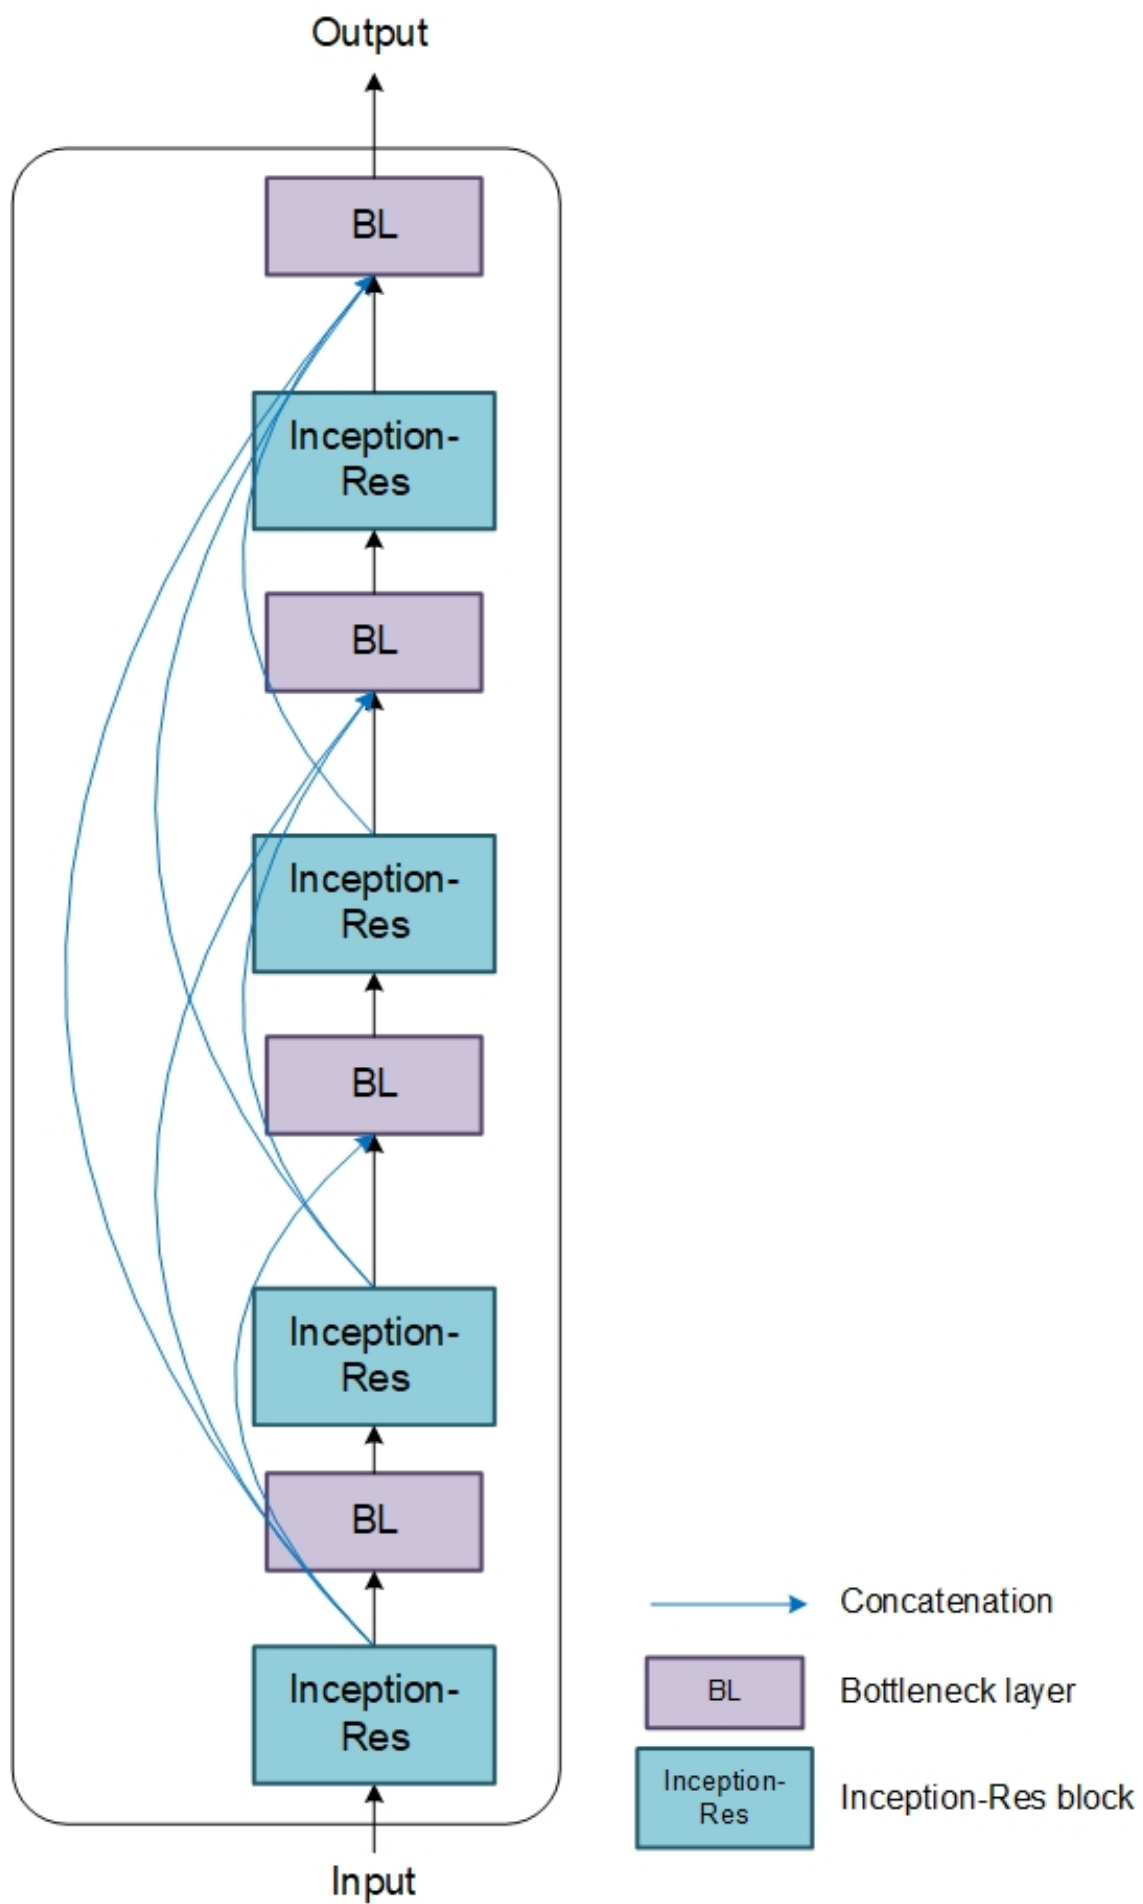 Output
BL
Inception-
Res
BL
Inception-
Res
BL
Inception-
Res
BL
Inception-
Res
Input
Concatenation
BL
Bottleneck layer
Inception-
Res
Inception-Res block